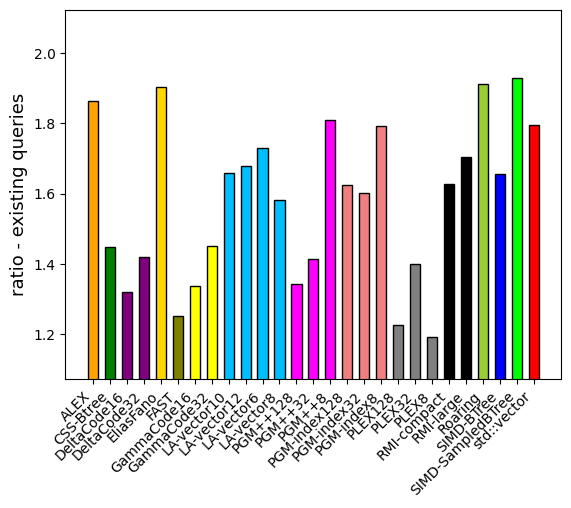 ratio - existing queries
2.0
1.8
1.6
1.4
1.2
ALEX
CSS-Btree
DeltaCode16
DeltaCode32
EliasFano
FAST
GammaCode16
GammaCode32
LA-vector10
LA-vector12
LA-vector6
LA-vector8
PGM++128
PGM++32
PGM++8
PGM-index128
PGM-index32
PGM-index8
PLEX128
PLEX32
PLEX8
RMI-compact
RMI-large
Roaring
SIMD-BTree
SIMD-SampledBTree
std::vector